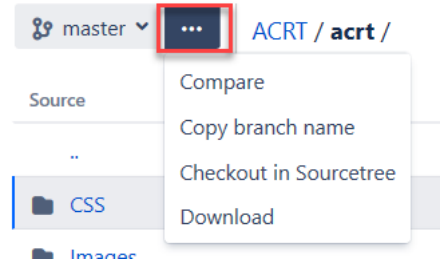 master ... ACRT / acrt /
Compare
Source
Copy branch name
..
Checkout in Sourcetree
CSS
Download
Images